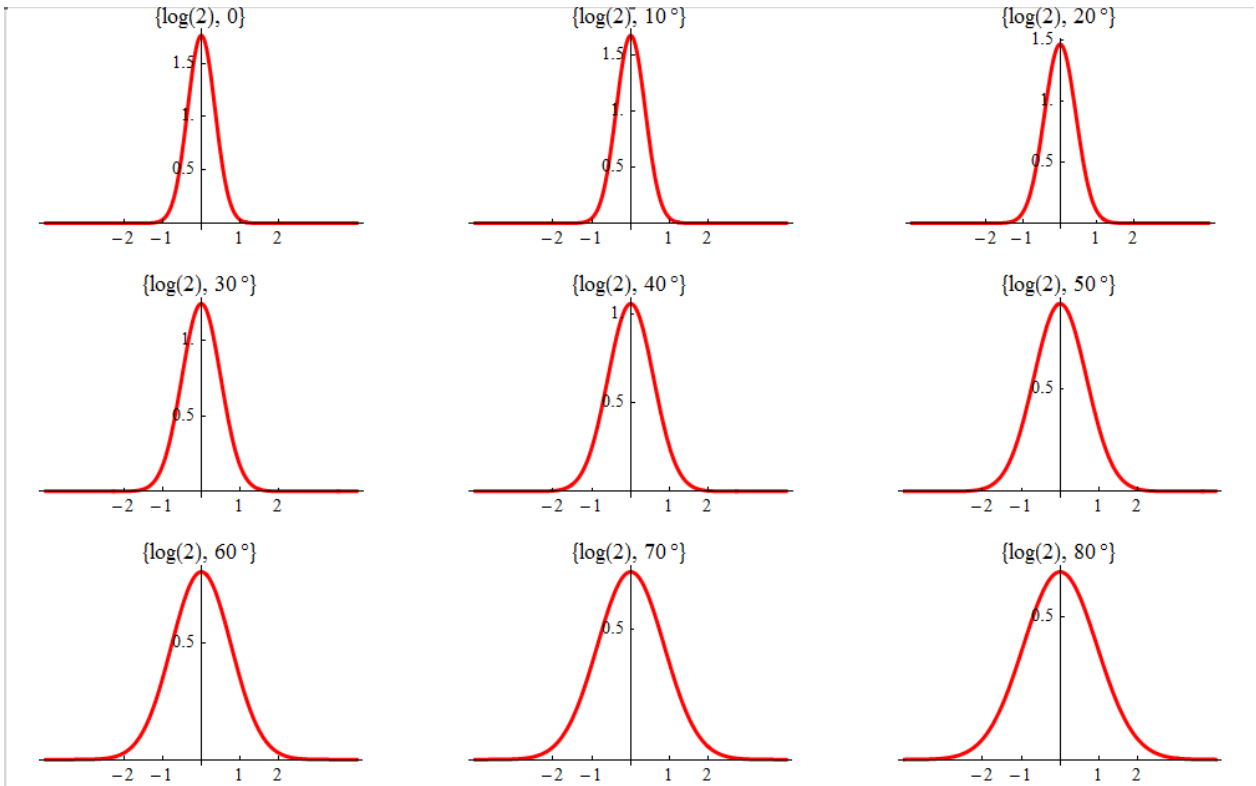 {log(2), 0}
1.5
1.
0.5
−2 −1 1 2
{log(2), 10 °}
1.5
1.
0.5
−2 −1 1 2
{log(2), 20 °}
1.5
1.
0.5
−2 −1 1 2
{log(2), 30 °}
1.
0.5
−2 −1 1 2
{log(2), 40 °}
1.
0.5
−2 −1 1 2
{log(2), 50 °}
0.5
−2 −1 1 2
{log(2), 60 °}
0.5
−2 −1 1 2
{log(2), 70 °}
0.5
−2 −1 1 2
{log(2), 80 °}
0.5
−2 −1 1 2